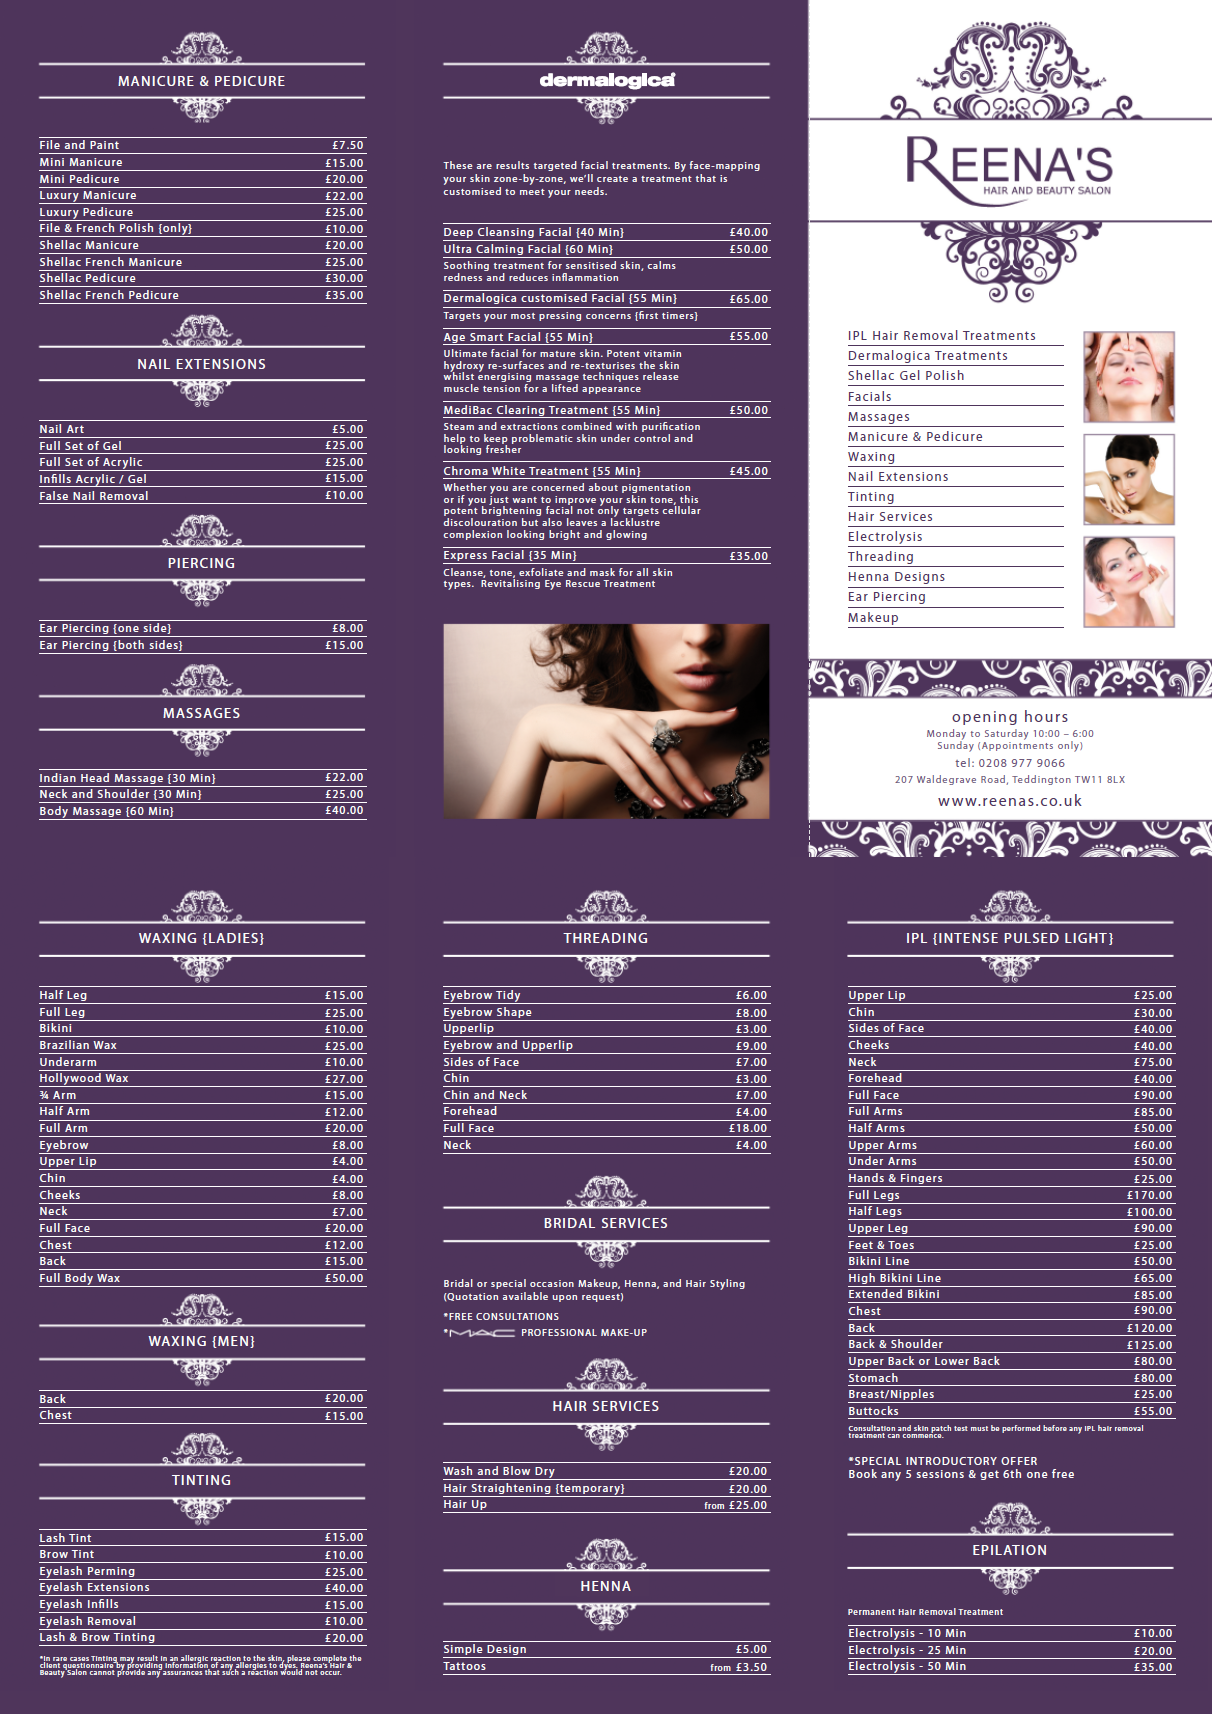 MANICURE & PEDICURE
File and Paint £7.50
Mini Manicure £15.00
Mini Pedicure £20.00
Luxury Manicure £22.00
Luxury Pedicure £25.00
File & French Polish {only} £10.00
Shellac Manicure £20.00
Shellac French Manicure £25.00
Shellac Pedicure £30.00
Shellac French Pedicure £35.00
NAIL EXTENSIONS
Nail Art £5.00
Full Set of Gel £25.00
Full Set of Acrylic £25.00
Infills Acrylic / Gel £15.00
False Nail Removal £10.00
PIERCING
Ear Piercing {one side} £8.00
Ear Piercing {both sides} £15.00
MASSAGES
Indian Head Massage {30 Min} £22.00
Neck and Shoulder {30 Min} £25.00
Body Massage {60 Min} £40.00
dermalogica
These are results targeted facial treatments. By face-mapping
your skin zone-by-zone, we'll create a treatment that is
customised to meet your needs.
Deep Cleansing Facial {40 Min} £40.00
Ultra Calming Facial {60 Min} £50.00
Soothing treatment for sensitised skin, calms
redness and reduces inflammation
Dermalogica customised Facial {55 Min} £65.00
Targets your most pressing concerns {first timers}
Age Smart Facial {55 Min} £55.00
Ultimate facial for mature skin. Potent vitamin
hydroxy re-surfaces and re-texturises the skin
whilst energising massage techniques release
muscle tension for a lifted appearance
MediBac Clearing Treatment {55 Min} £50.00
Steam and extractions combined with purification
help to keep problematic skin under control and
looking fresher
Chroma White Treatment {55 Min} £45.00
Whether you are concerned about pigmentation
or if you just want to improve your skin tone, this
potent brightening facial not only targets cellular
discolouration but also leaves a lacklustre
complexion looking bright and glowing
Express Facial {35 Min} £35.00
Cleanse, tone, exfoliate and mask for all skin
types. Revitalising Eye Rescue Treatment
REENA'S
HAIR AND BEAUTY SALON
IPL Hair Removal Treatments
Dermalogica Treatments
Shellac Gel Polish
Facials
Massages
Manicure & Pedicure
Waxing
Nail Extensions
Tinting
Hair Services
Electrolysis
Threading
Henna Designs
Ear Piercing
Makeup
opening hours
Monday to Saturday 10:00 – 6:00
Sunday (Appointments only)
tel: 0208 977 9066
207 Waldegrave Road, Teddington TW11 8LX
www.reenas.co.uk
WAXING {LADIES}
Half Leg £15.00
Full Leg £25.00
Bikini £10.00
Brazilian Wax £25.00
Underarm £10.00
Hollywood Wax £27.00
¾ Arm £15.00
Half Arm £12.00
Full Arm £20.00
Eyebrow £8.00
Upper Lip £4.00
Chin £4.00
Cheeks £8.00
Neck £7.00
Full Face £20.00
Chest £12.00
Back £15.00
Full Body Wax £50.00
WAXING {MEN}
Back £20.00
Chest £15.00
TINTING
Lash Tint £15.00
Brow Tint £10.00
Eyelash Perming £25.00
Eyelash Extensions £40.00
Eyelash Infills £15.00
Eyelash Removal £10.00
Lash & Brow Tinting £20.00
*In rare cases Tinting may result in an allergic reaction to the skin, please complete the
client questionnaire by providing information of any allergies to dyes. Reena's Hair &
Beauty Salon cannot provide any assurances that such a reaction would not occur.
THREADING
Eyebrow Tidy £6.00
Eyebrow Shape £8.00
Upperlip £3.00
Eyebrow and Upperlip £9.00
Sides of Face £7.00
Chin £3.00
Chin and Neck £7.00
Forehead £4.00
Full Face £18.00
Neck £4.00
BRIDAL SERVICES
Bridal or special occasion Makeup, Henna, and Hair Styling
(Quotation available upon request)
*FREE CONSULTATIONS
*MAC PROFESSIONAL MAKE-UP
HAIR SERVICES
Wash and Blow Dry £20.00
Hair Straightening {temporary} £20.00
Hair Up from £25.00
HENNA
Simple Design £5.00
Tattoos from £3.50
IPL {INTENSE PULSED LIGHT}
Upper Lip £25.00
Chin £30.00
Sides of Face £40.00
Cheeks £40.00
Neck £75.00
Forehead £40.00
Full Face £90.00
Full Arms £85.00
Half Arms £50.00
Upper Arms £60.00
Under Arms £50.00
Hands & Fingers £25.00
Full Legs £170.00
Half Legs £100.00
Upper Leg £90.00
Feet & Toes £25.00
Bikini Line £50.00
High Bikini Line £65.00
Extended Bikini £85.00
Chest £90.00
Back £120.00
Back & Shoulder £125.00
Upper Back or Lower Back £80.00
Stomach £80.00
Breast/Nipples £25.00
Buttocks £55.00
Consultation and skin patch test must be performed before any IPL hair removal
treatment can commence.
*SPECIAL INTRODUCTORY OFFER
Book any 5 sessions & get 6th one free
EPILATION
Permanent Hair Removal Treatment
Electrolysis - 10 Min £10.00
Electrolysis - 25 Min £20.00
Electrolysis - 50 Min £35.00